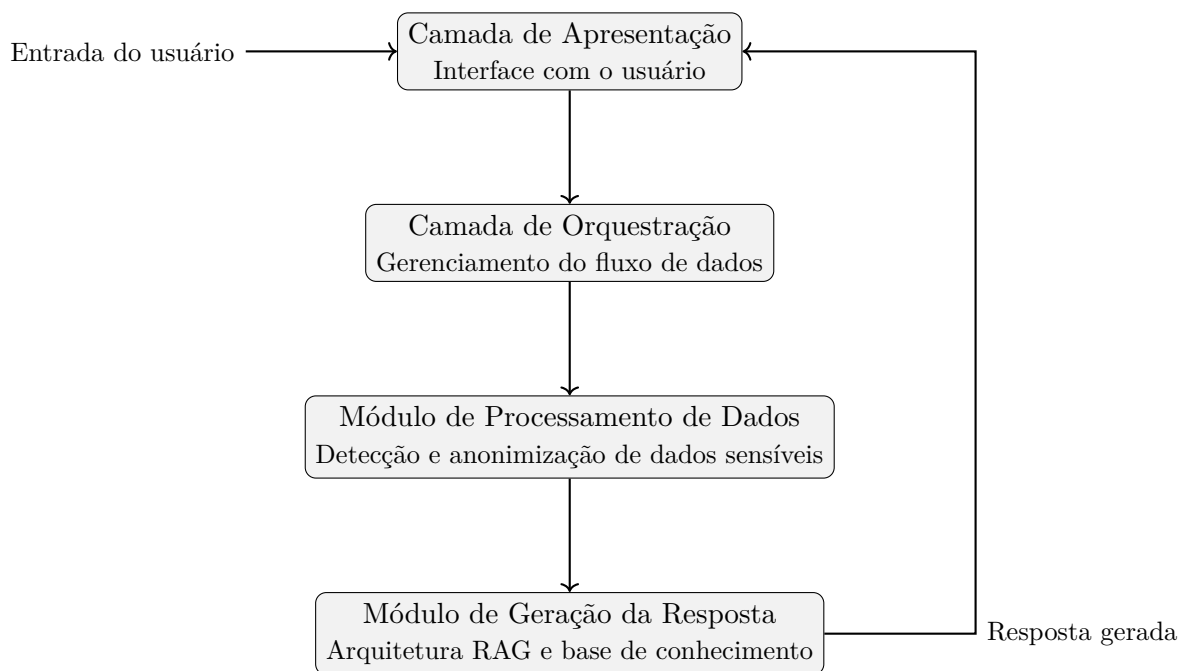 Camada de Apresentação
Interface com o usuário
Entrada do usuário
Camada de Orquestração
Gerenciamento do fluxo de dados
Módulo de Processamento de Dados
Detecção e anonimização de dados sensíveis
Módulo de Geração da Resposta
Arquitetura RAG e base de conhecimento
Resposta gerada